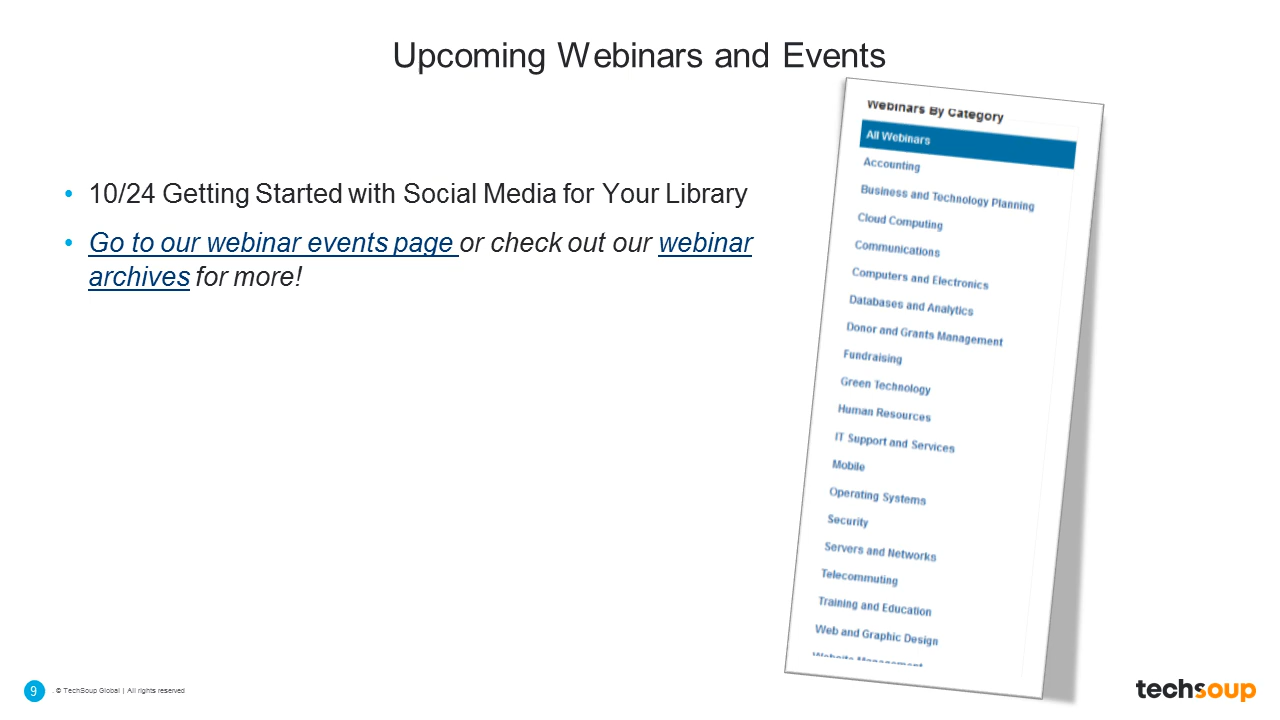 Upcoming Webinars and Events
• 10/24 Getting Started with Social Media for Your Library
• Go to our webinar events page or check out our webinar
archives for more!
Webinars By Category
All Webinars
Accounting
Business and Technology Planning
Cloud Computing
Communications
Computers and Electronics
Databases and Analytics
Donor and Grants Management
Fundraising
Green Technology
Human Resources
IT Support and Services
Mobile
Operating Systems
Security
Servers and Networks
Telecommuting
Training and Education
Web and Graphic Design
Website Management
9 . © TechSoup Global | All rights reserved
techsoup